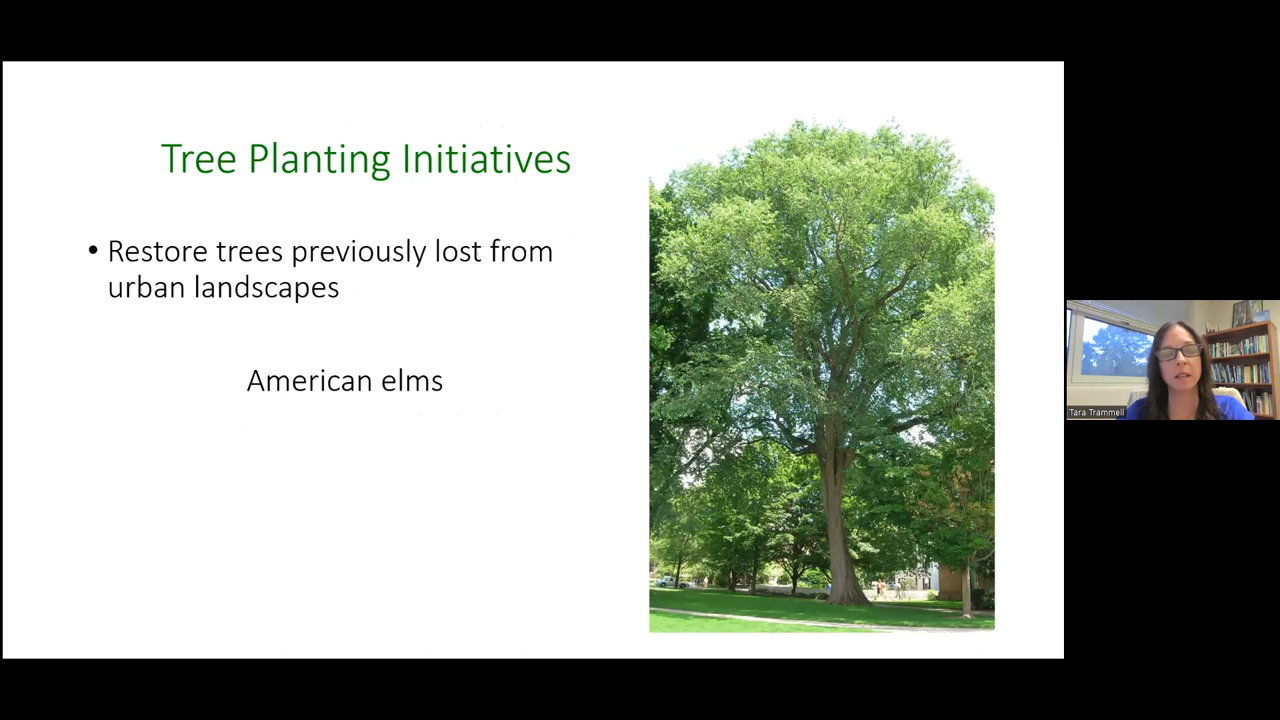 Tree Planting Initiatives
• Restore trees previously lost from
urban landscapes
American elms
Tara Trammell